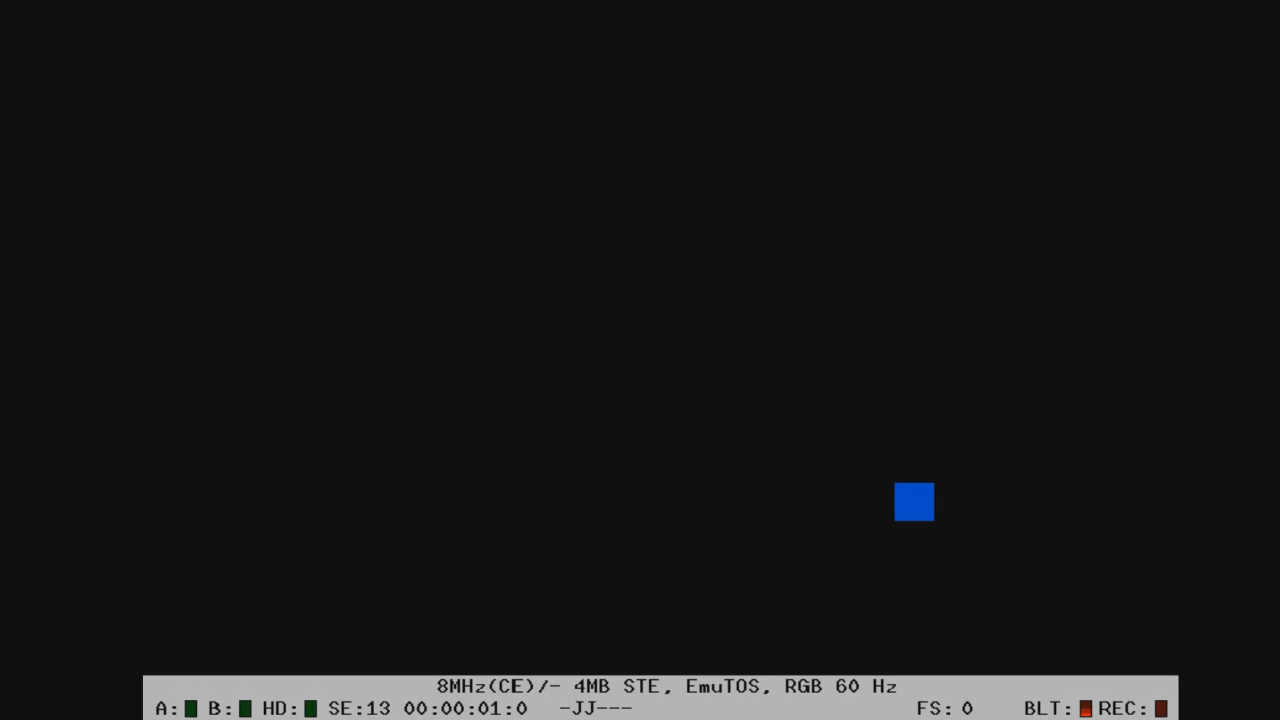 8MHz(CE)/- 4MB STE, EmuTOS, RGB 60 Hz
A: B: HD: SE:13 00:00:01:0 -JJ--- FS: 0 BLT: REC: